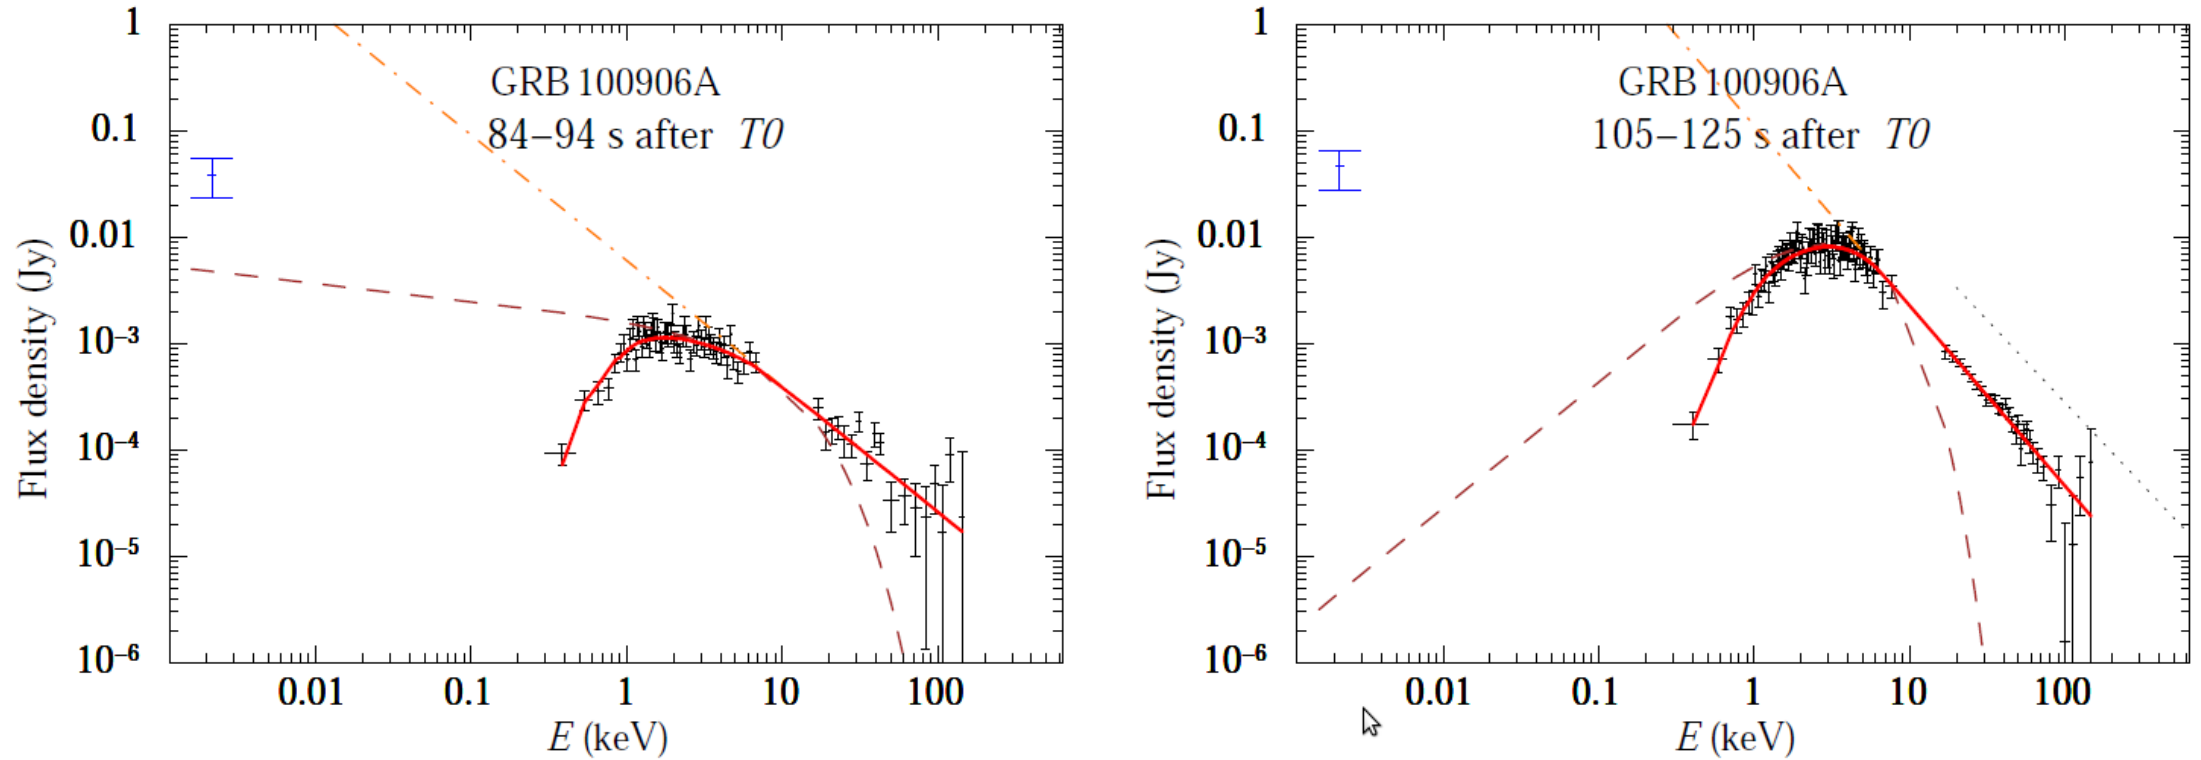 1
0.1
0.01
10⁻³
10⁻⁴
10⁻⁵
10⁻⁶
Flux density (Jy)
GRB 100906A
84–94 s after T0
0.01 0.1 1 10 100
E (keV)
1
0.1
0.01
10⁻³
10⁻⁴
10⁻⁵
10⁻⁶
Flux density (Jy)
GRB 100906A
105–125 s after T0
0.01 0.1 1 10 100
E (keV)